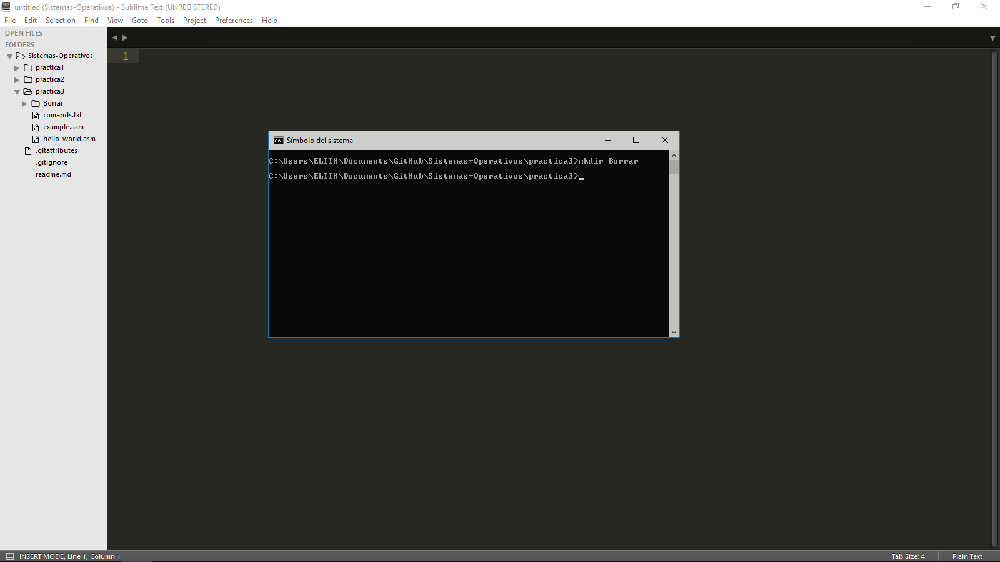 untitled (Sistemas-Operativos) - Sublime Text (UNREGISTERED)
File Edit Selection Find View Goto Tools Project Preferences Help
OPEN FILES
FOLDERS
Sistemas-Operativos
practica1
practica2
practica3
Borrar
comands.txt
example.asm
hello_world.asm
.gitattributes
.gitignore
readme.md
1
Símbolo del sistema
C:\Users\ELITH\Documents\GitHub\Sistemas-Operativos\practica3>mkdir Borrar
C:\Users\ELITH\Documents\GitHub\Sistemas-Operativos\practica3>_
INSERT MODE, Line 1, Column 1
Tab Size: 4
Plain Text